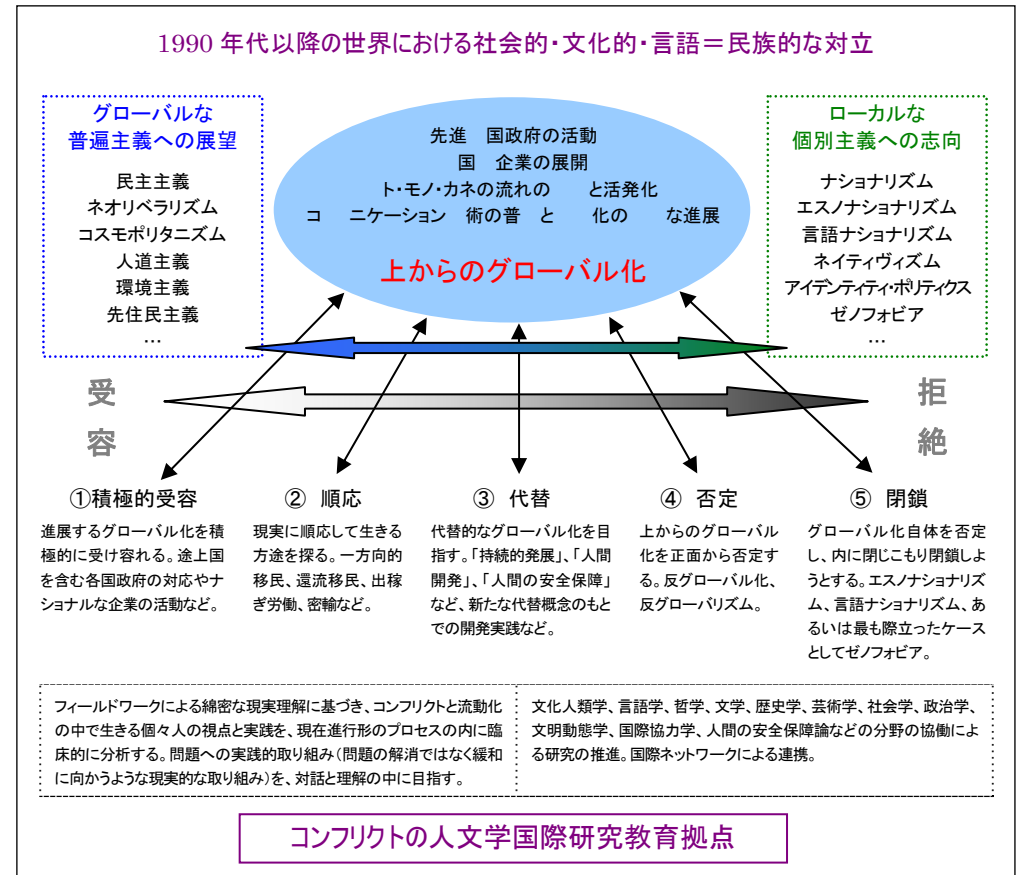 1990 年代以降の世界における社会的・文化的・言語＝民族的な対立
グローバルな
普遍主義への展望
民主主義
ネオリベラリズム
コスモポリタニズム
人道主義
環境主義
先住民主義
…
先進 国政府の活動
国 企業の展開
ト・モノ・カネの流れの と活発化
コ ニケーション 術の普 と 化の な進展
上からのグローバル化
ローカルな
個別主義への志向
ナショナリズム
エスノナショナリズム
言語ナショナリズム
ネイティヴィズム
アイデンティティ・ポリティクス
ゼノフォビア
…
受
容
拒
絶
①積極的受容
進展するグローバル化を積
極的に受け容れる。途上国
を含む各国政府の対応やナ
ショナルな企業の活動など。
② 順応
現実に順応して生きる
方途を探る。一方向的
移民、還流移民、出稼
ぎ労働、密輸など。
③ 代替
代替的なグローバル化を目
指す。「持続的発展」、「人間
開発」、「人間の安全保障」
など、新たな代替概念のもと
での開発実践など。
④ 否定
上からのグローバル
化を正面から否定す
る。反グローバル化、
反グローバリズム。
⑤ 閉鎖
グローバル化自体を否定
し、内に閉じこもり閉鎖しよ
うとする。エスノナショナリズ
ム、言語ナショナリズム、あ
るいは最も際立ったケース
としてゼノフォビア。
フィールドワークによる綿密な現実理解に基づき、コンフリクトと流動化
の中で生きる個々人の視点と実践を、現在進行形のプロセスの内に臨
床的に分析する。問題への実践的取り組み（問題の解消ではなく緩和
に向かうような現実的な取り組み）を、対話と理解の中に目指す。
文化人類学、言語学、哲学、文学、歴史学、芸術学、社会学、政治学、
文明動態学、国際協力学、人間の安全保障論などの分野の協働によ
る研究の推進。国際ネットワークによる連携。
コンフリクトの人文学国際研究教育拠点